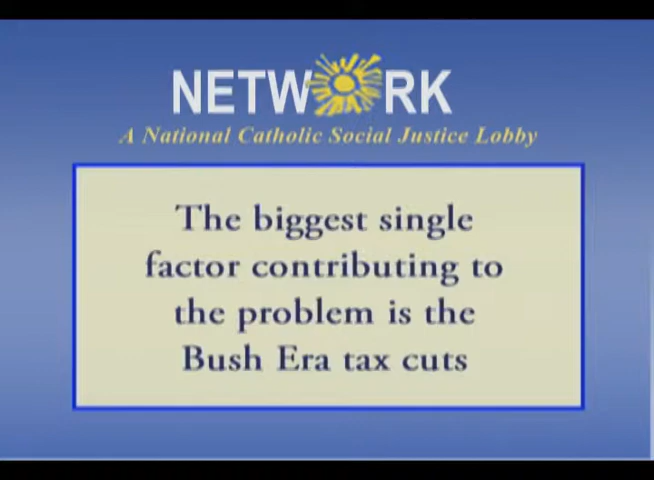 NETWORK
A National Catholic Social Justice Lobby
The biggest single
factor contributing to
the problem is the
Bush Era tax cuts